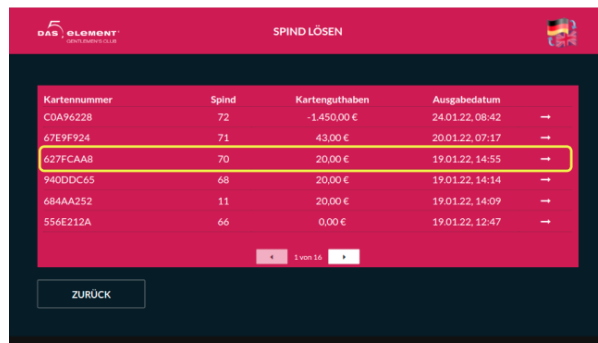 5
DAS element
GENTLEMEN'S CLUB
SPIND LÖSEN
Kartennummer Spind Kartenguthaben Ausgabedatum
C0A96228 72 -1.450,00 € 24.01.22, 08:42 →
67E9F924 71 43,00 € 20.01.22, 07:17 →
627FCAA8 70 20,00 € 19.01.22, 14:55 →
940DDC65 68 20,00 € 19.01.22, 14:14 →
684AA252 11 20,00 € 19.01.22, 14:09 →
556E212A 66 0,00 € 19.01.22, 12:47 →
1 von 16
ZURÜCK